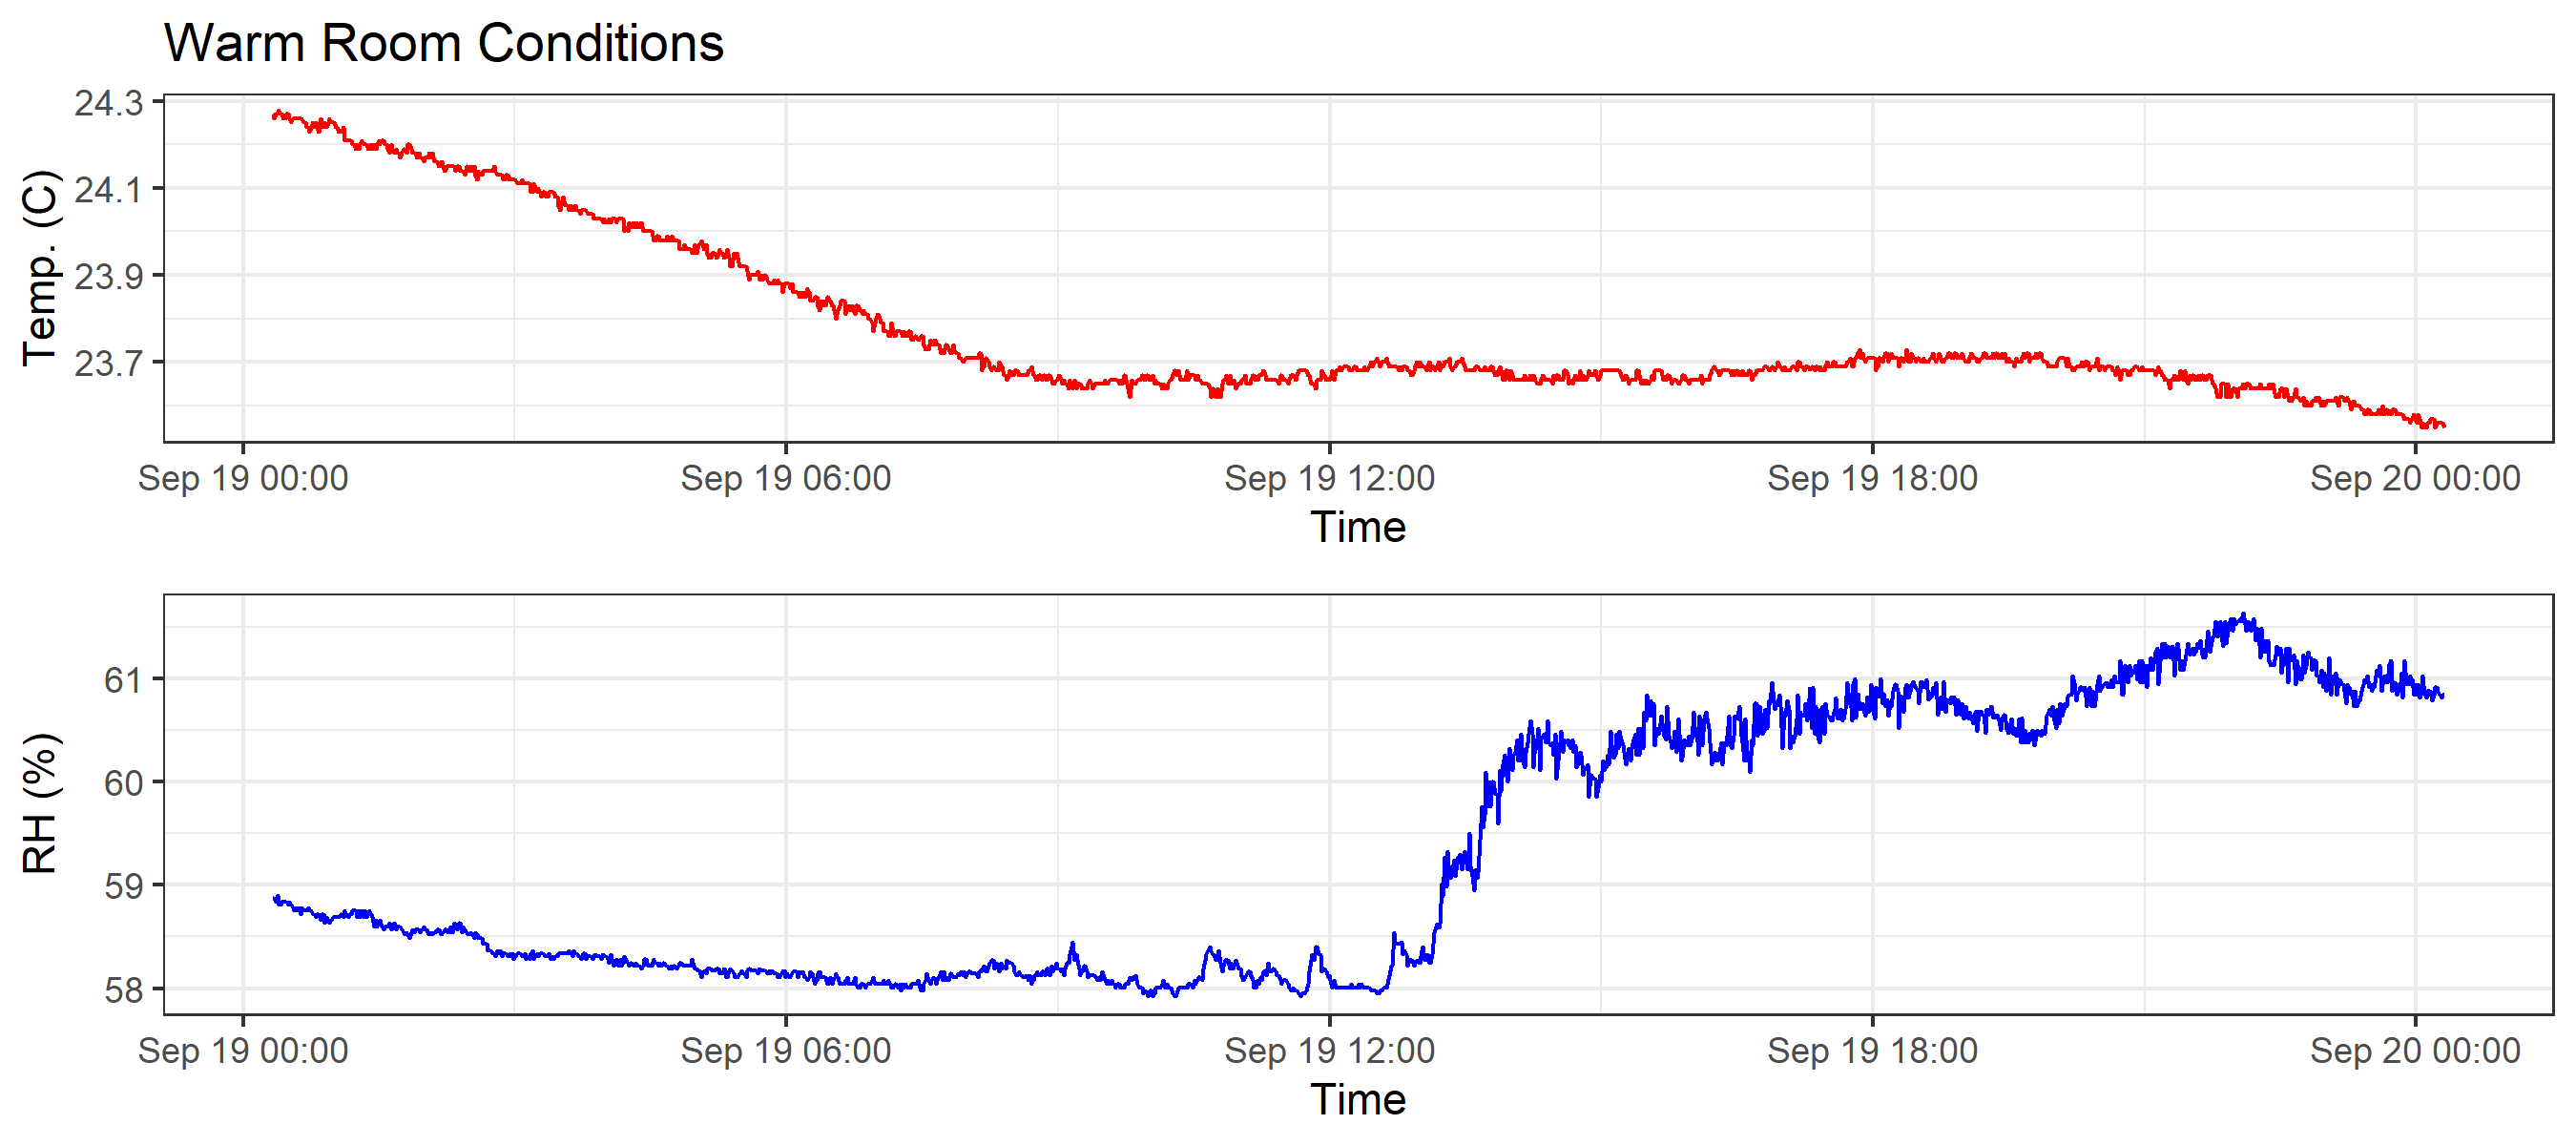 Warm Room Conditions
24.3
24.1
23.9
23.7
Temp. (C)
Sep 19 00:00 Sep 19 06:00 Sep 19 12:00 Sep 19 18:00 Sep 20 00:00
Time
61
60
59
58
RH (%)
Sep 19 00:00 Sep 19 06:00 Sep 19 12:00 Sep 19 18:00 Sep 20 00:00
Time